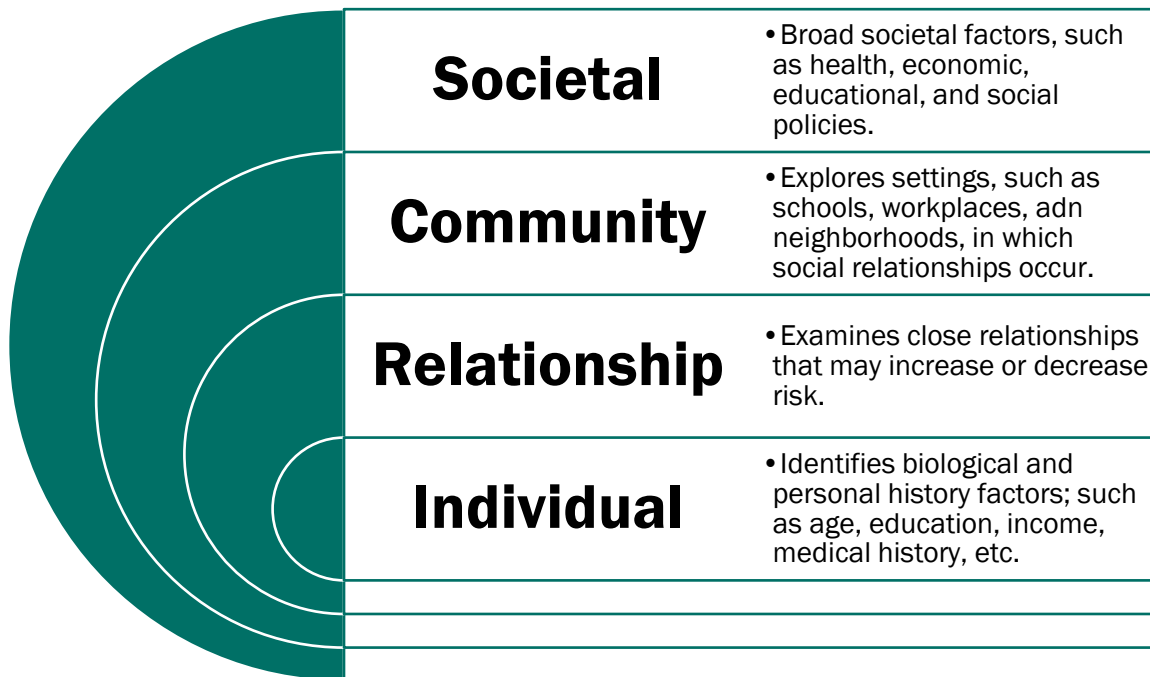 Societal
•Broad societal factors, such
as health, economic,
educational, and social
policies.
Community
•Explores settings, such as
schools, workplaces, adn
neighborhoods, in which
social relationships occur.
Relationship
•Examines close relationships
that may increase or decrease
risk.
Individual
•Identifies biological and
personal history factors; such
as age, education, income,
medical history, etc.